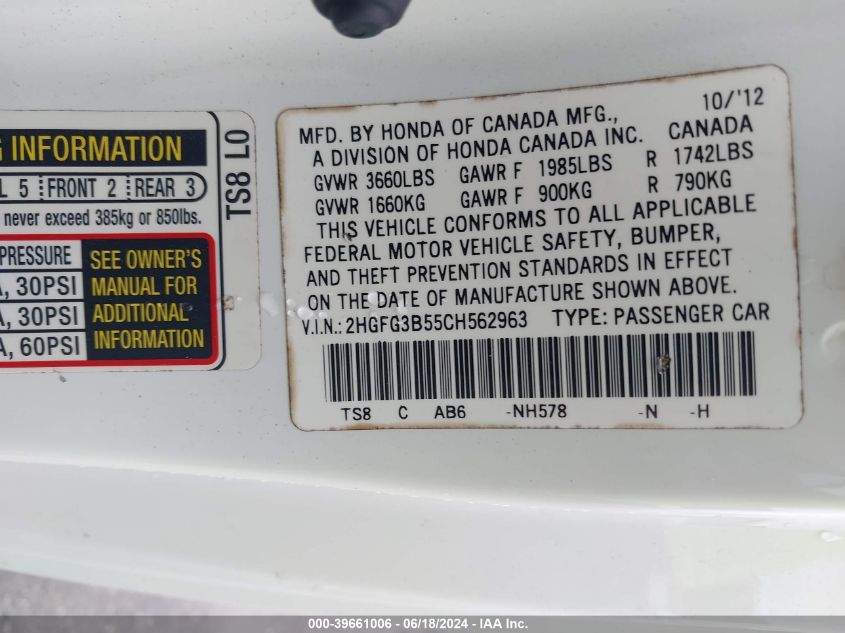 G INFORMATION
L 5 FRONT 2 REAR 3
never exceed 385kg or 850lbs.
PRESSURE
A, 30PSI
A, 30PSI
A, 60PSI
SEE OWNER'S
MANUAL FOR
ADDITIONAL
INFORMATION
TS8 L0
10/'12
MFD. BY HONDA OF CANADA MFG.,
A DIVISION OF HONDA CANADA INC. CANADA
GVWR 3660LBS GAWR F 1985LBS R 1742LBS
GVWR 1660KG GAWR F 900KG R 790KG
THIS VEHICLE CONFORMS TO ALL APPLICABLE
FEDERAL MOTOR VEHICLE SAFETY, BUMPER,
AND THEFT PREVENTION STANDARDS IN EFFECT
ON THE DATE OF MANUFACTURE SHOWN ABOVE.
V.I.N.: 2HGFG3B55CH562963 TYPE: PASSENGER CAR
TS8 C AB6 -NH578 -N -H
000-39661006 - 06/18/2024 - IAA Inc.